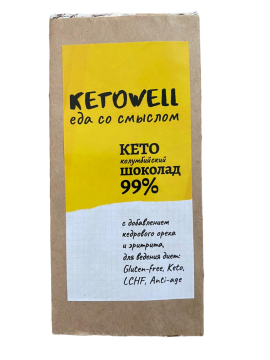 KETOWELL
еда со смыслом
КЕТО
колумбийский
шоколад
99%
с добавлением
кедрового ореха
и эритрита,
для ведения диет:
Gluten-free, Keto,
LCHF, Anti-age